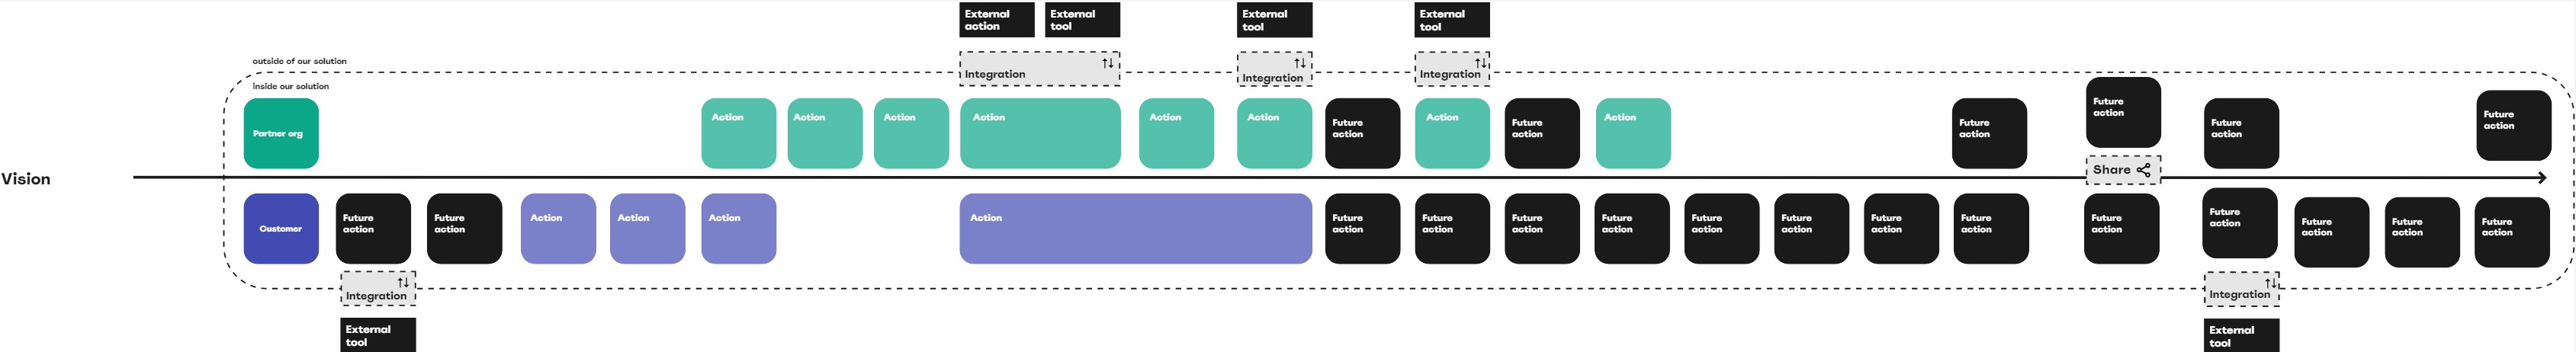 External
action
External
tool
External
tool
External
tool
outside of our solution
Integration
Integration
Integration
inside our solution
Partner org
Action
Action
Action
Action
Action
Action
Future
action
Action
Future
action
Action
Future
action
Future
action
Future
action
Future
action
Vision
Share
Customer
Future
action
Future
action
Action
Action
Action
Action
Future
action
Future
action
Future
action
Future
action
Future
action
Future
action
Future
action
Future
action
Future
action
Future
action
Future
action
Future
action
Future
action
Integration
Integration
External
tool
External
tool